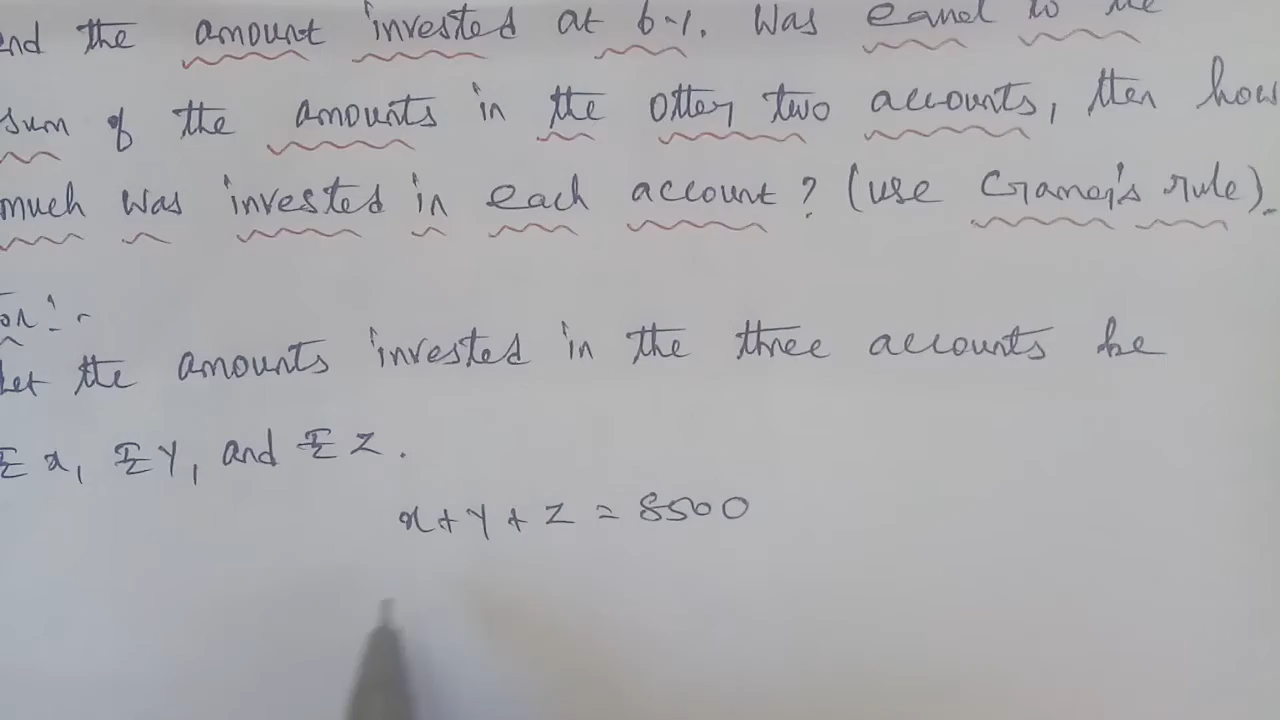 and the amount invested at 6%. was equal to the
sum of the amounts in the other two accounts, then how
much was invested in each account? (use Cramer's rule).
Let the amounts invested in the three accounts be
x, Y, and Z.
x + y + z = 8500